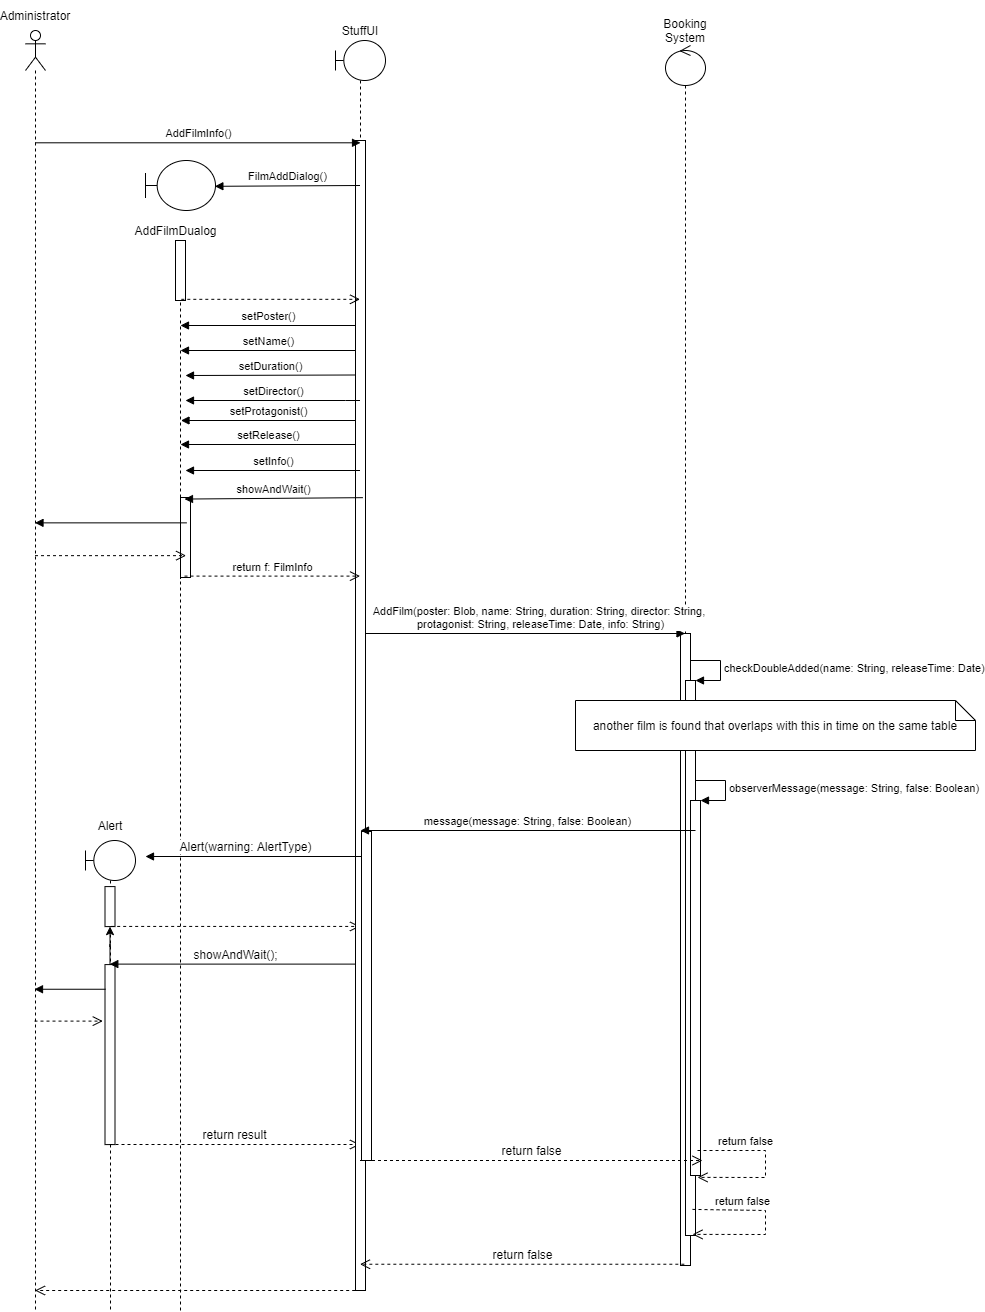 Administrator
StuffUI
Booking
System
AddFilmInfo()
FilmAddDialog()
AddFilmDualog
setPoster()
setName()
setDuration()
setDirector()
setProtagonist()
setRelease()
setInfo()
showAndWait()
return f: FilmInfo
AddFilm(poster: Blob, name: String, duration: String, director: String,
protagonist: String, releaseTime: Date, info: String)
checkDoubleAdded(name: String, releaseTime: Date)
another film is found that overlaps with this in time on the same table
observerMessage(message: String, false: Boolean)
message(message: String, false: Boolean)
Alert
Alert(warning: AlertType)
showAndWait();
return result
return false
return false
return false
return false